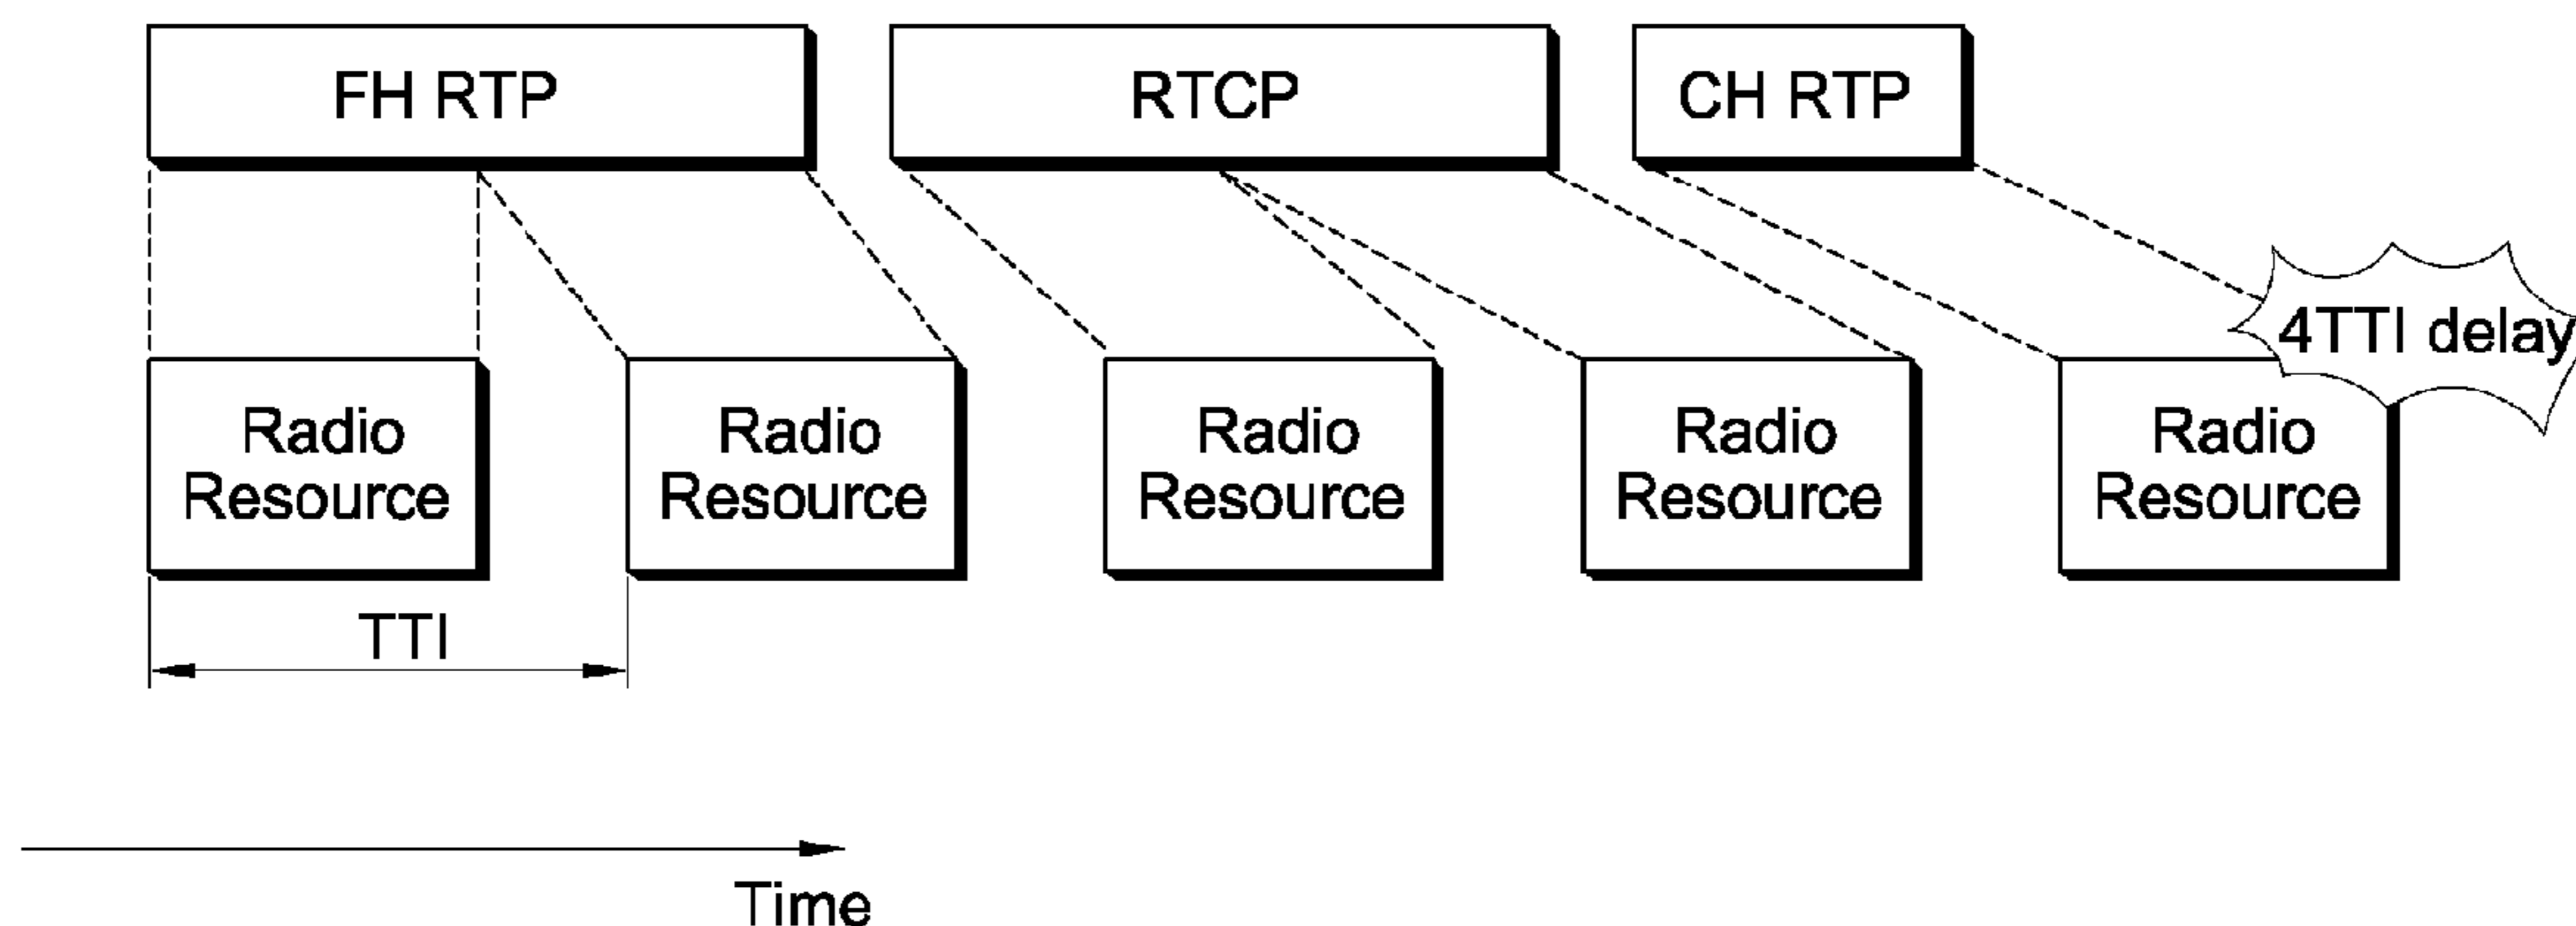 FH RTP
RTCP
CH RTP
4TTI delay
Radio
Resource
Radio
Resource
Radio
Resource
Radio
Resource
Radio
Resource
TTI
Time